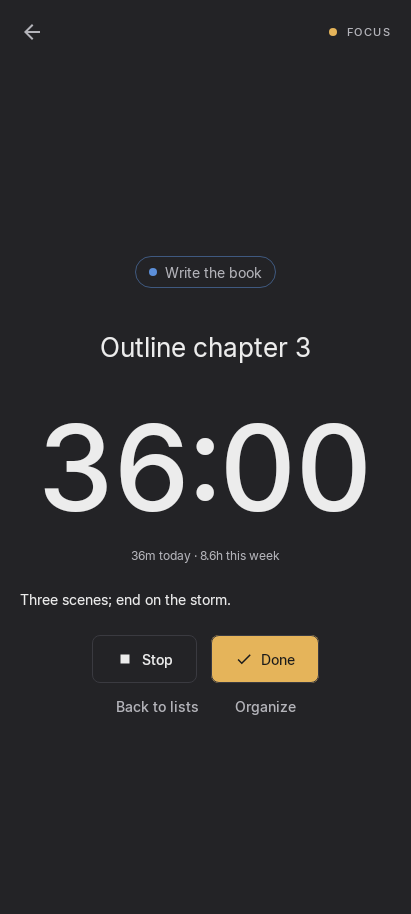 FOCUS
Write the book
Outline chapter 3
36:00
36m today · 8.6h this week
Three scenes; end on the storm.
Stop
Done
Back to lists
Organize